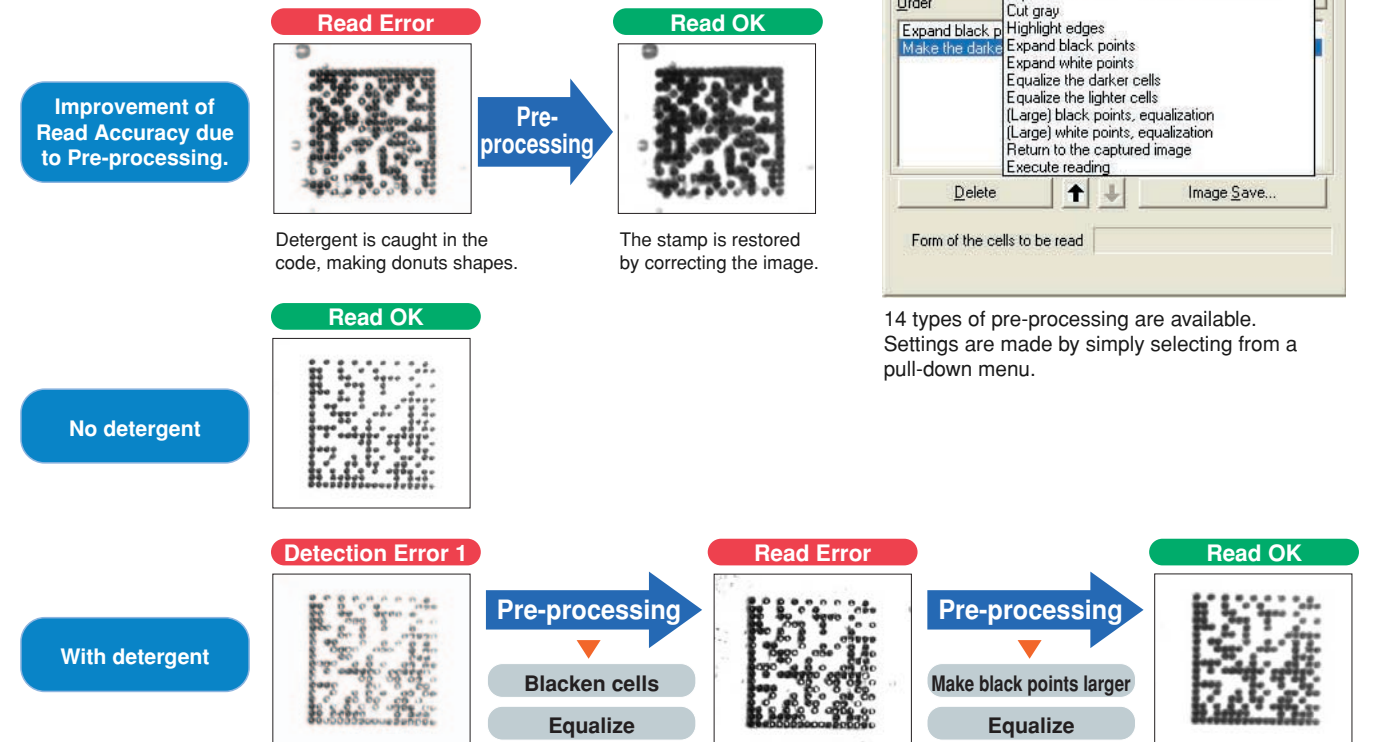 Read Error
Read OK
Improvement of
Read Accuracy due
to Pre-processing.
Pre-
processing
Detergent is caught in the
code, making donuts shapes.
The stamp is restored
by correcting the image.
Order
Expand black p
Make the darke
Cut gray
Highlight edges
Expand black points
Expand white points
Equalize the darker cells
Equalize the lighter cells
(Large) black points, equalization
(Large) white points, equalization
Return to the captured image
Execute reading
Delete
Image Save...
Form of the cells to be read
14 types of pre-processing are available.
Settings are made by simply selecting from a
pull-down menu.
Read OK
No detergent
Detection Error 1
Read Error
Read OK
With detergent
Pre-processing
Blacken cells
Equalize
Pre-processing
Make black points larger
Equalize